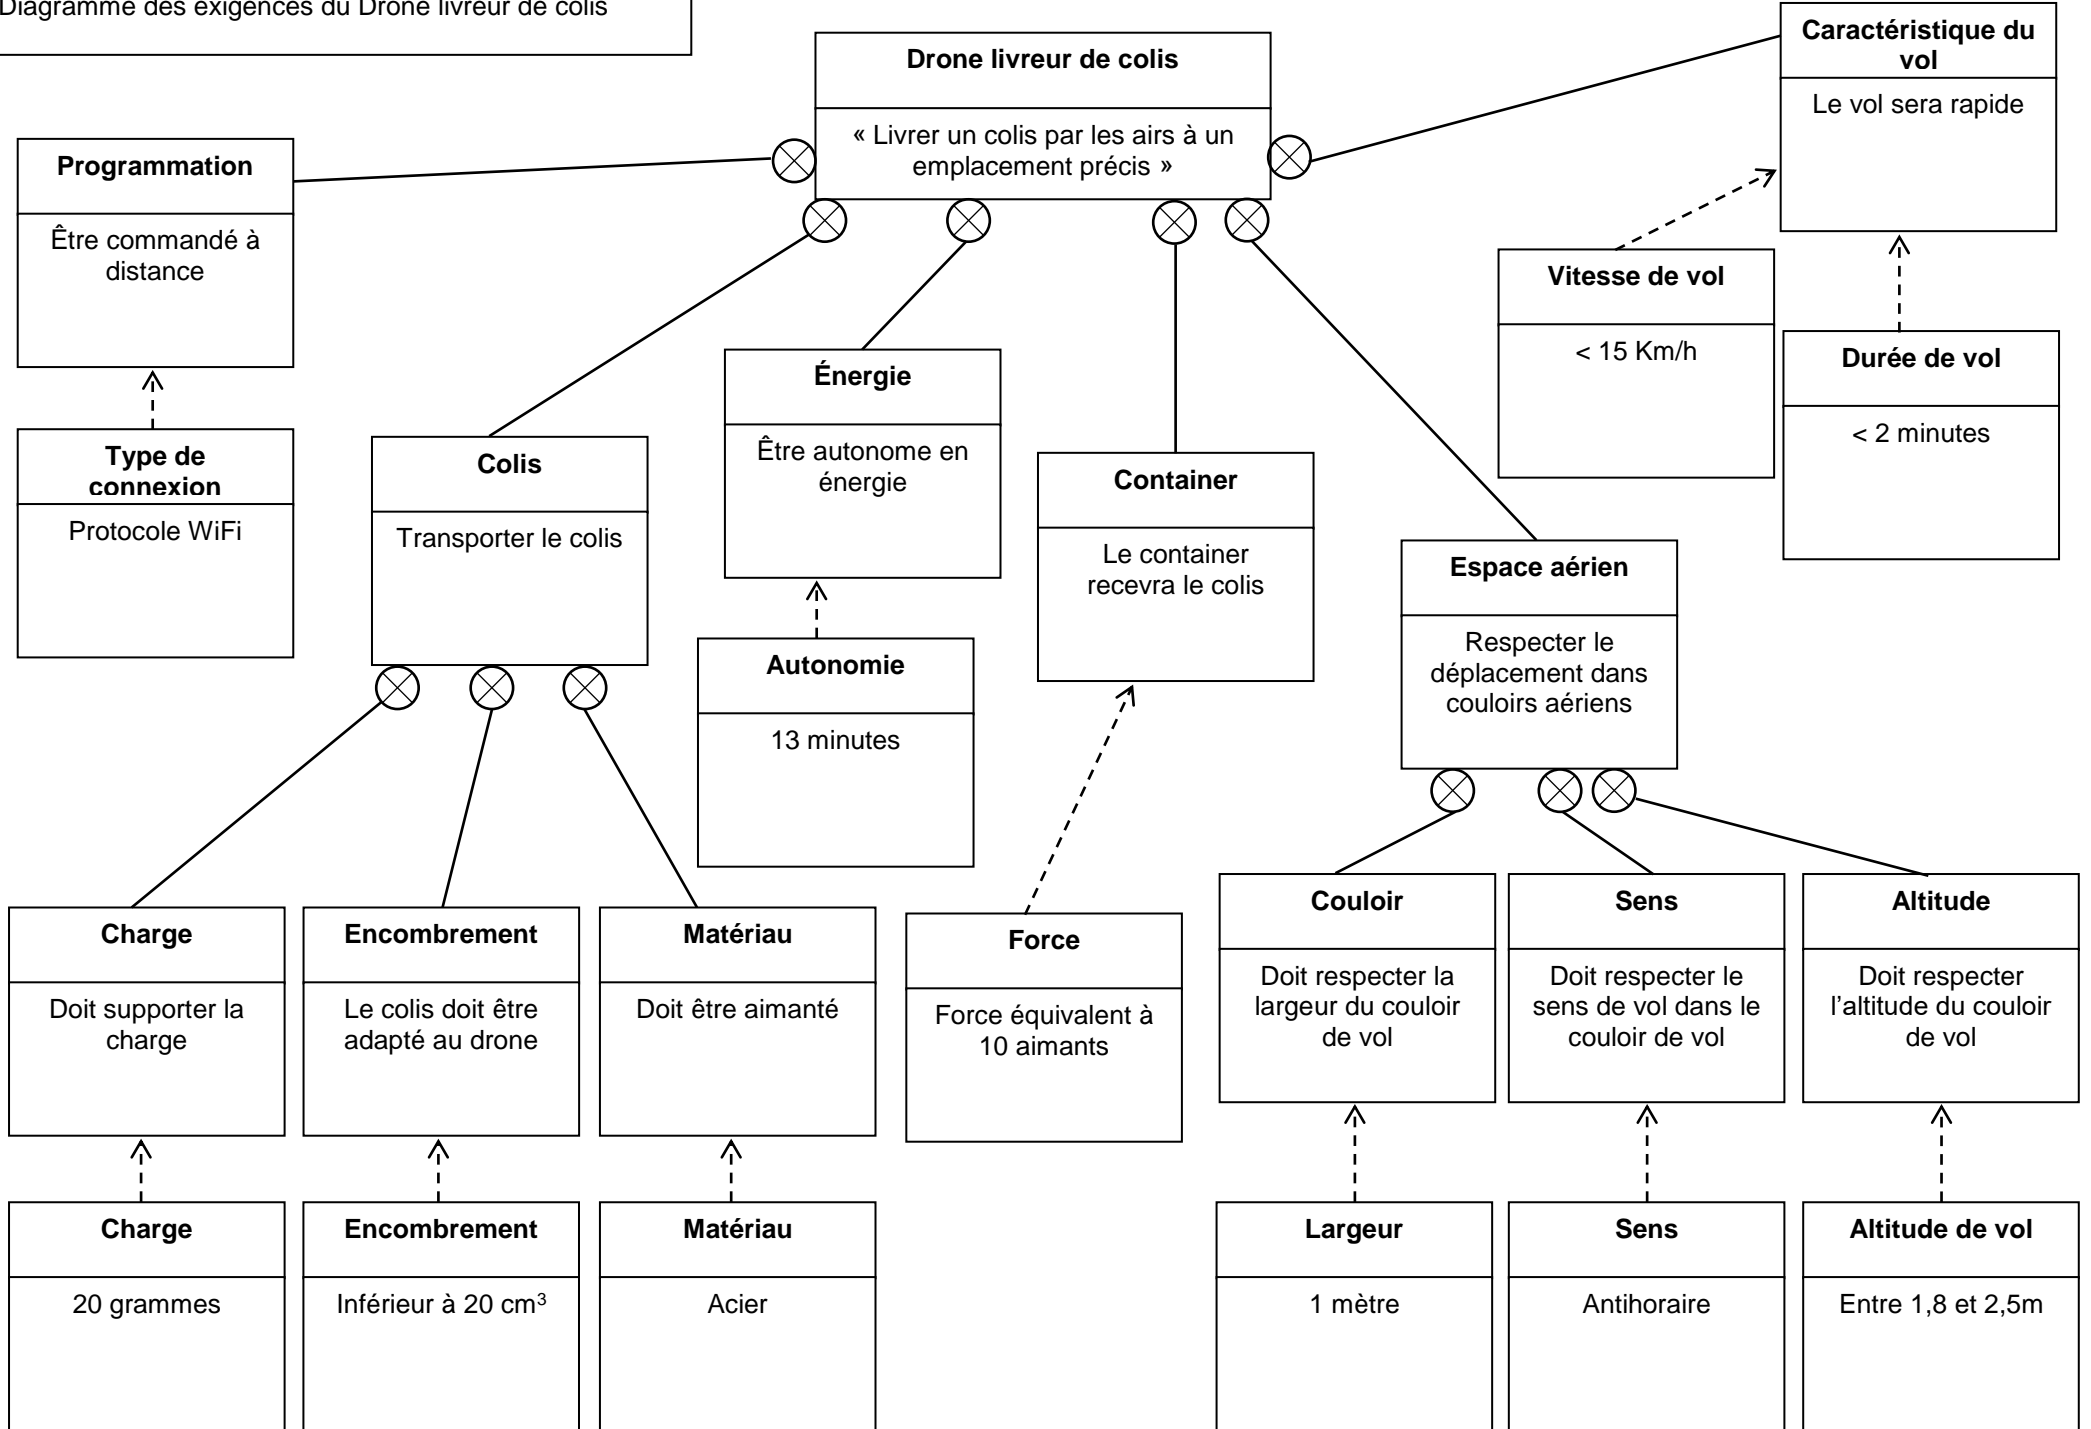 Diagramme des exigences du Drone livreur de colis
Drone livreur de colis
« Livrer un colis par les airs à un
emplacement précis »
Caractéristique du
vol
Le vol sera rapide
Programmation
Être commandé à
distance
Vitesse de vol
< 15 Km/h
Durée de vol
< 2 minutes
Type de
connexion
Protocole WiFi
Colis
Transporter le colis
Énergie
Être autonome en
énergie
Container
Le container
recevra le colis
Espace aérien
Respecter le
déplacement dans
couloirs aériens
Autonomie
13 minutes
Charge
Doit supporter la
charge
Encombrement
Le colis doit être
adapté au drone
Matériau
Doit être aimanté
Force
Force équivalent à
10 aimants
Couloir
Doit respecter la
largeur du couloir
de vol
Sens
Doit respecter le
sens de vol dans le
couloir de vol
Altitude
Doit respecter
l’altitude du couloir
de vol
Charge
20 grammes
Encombrement
Inférieur à 20 cm³
Matériau
Acier
Largeur
1 mètre
Sens
Antihoraire
Altitude de vol
Entre 1,8 et 2,5m